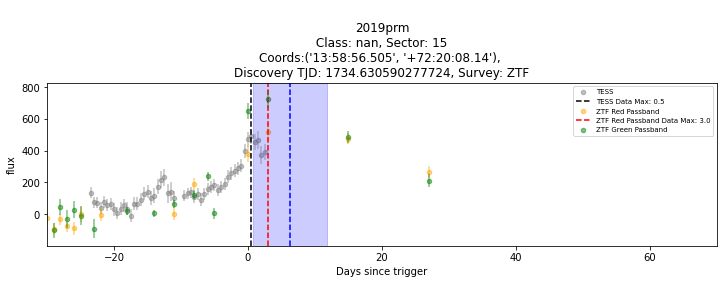 2019prm
Class: nan, Sector: 15
Coords:('13:58:56.505', '+72:20:08.14'),
Discovery TJD: 1734.630590277724, Survey: ZTF
800
600
400
200
0
flux
TESS
TESS Data Max: 0.5
ZTF Red Passband
ZTF Red Passband Data Max: 3.0
ZTF Green Passband
−20
0
20
40
60
Days since trigger